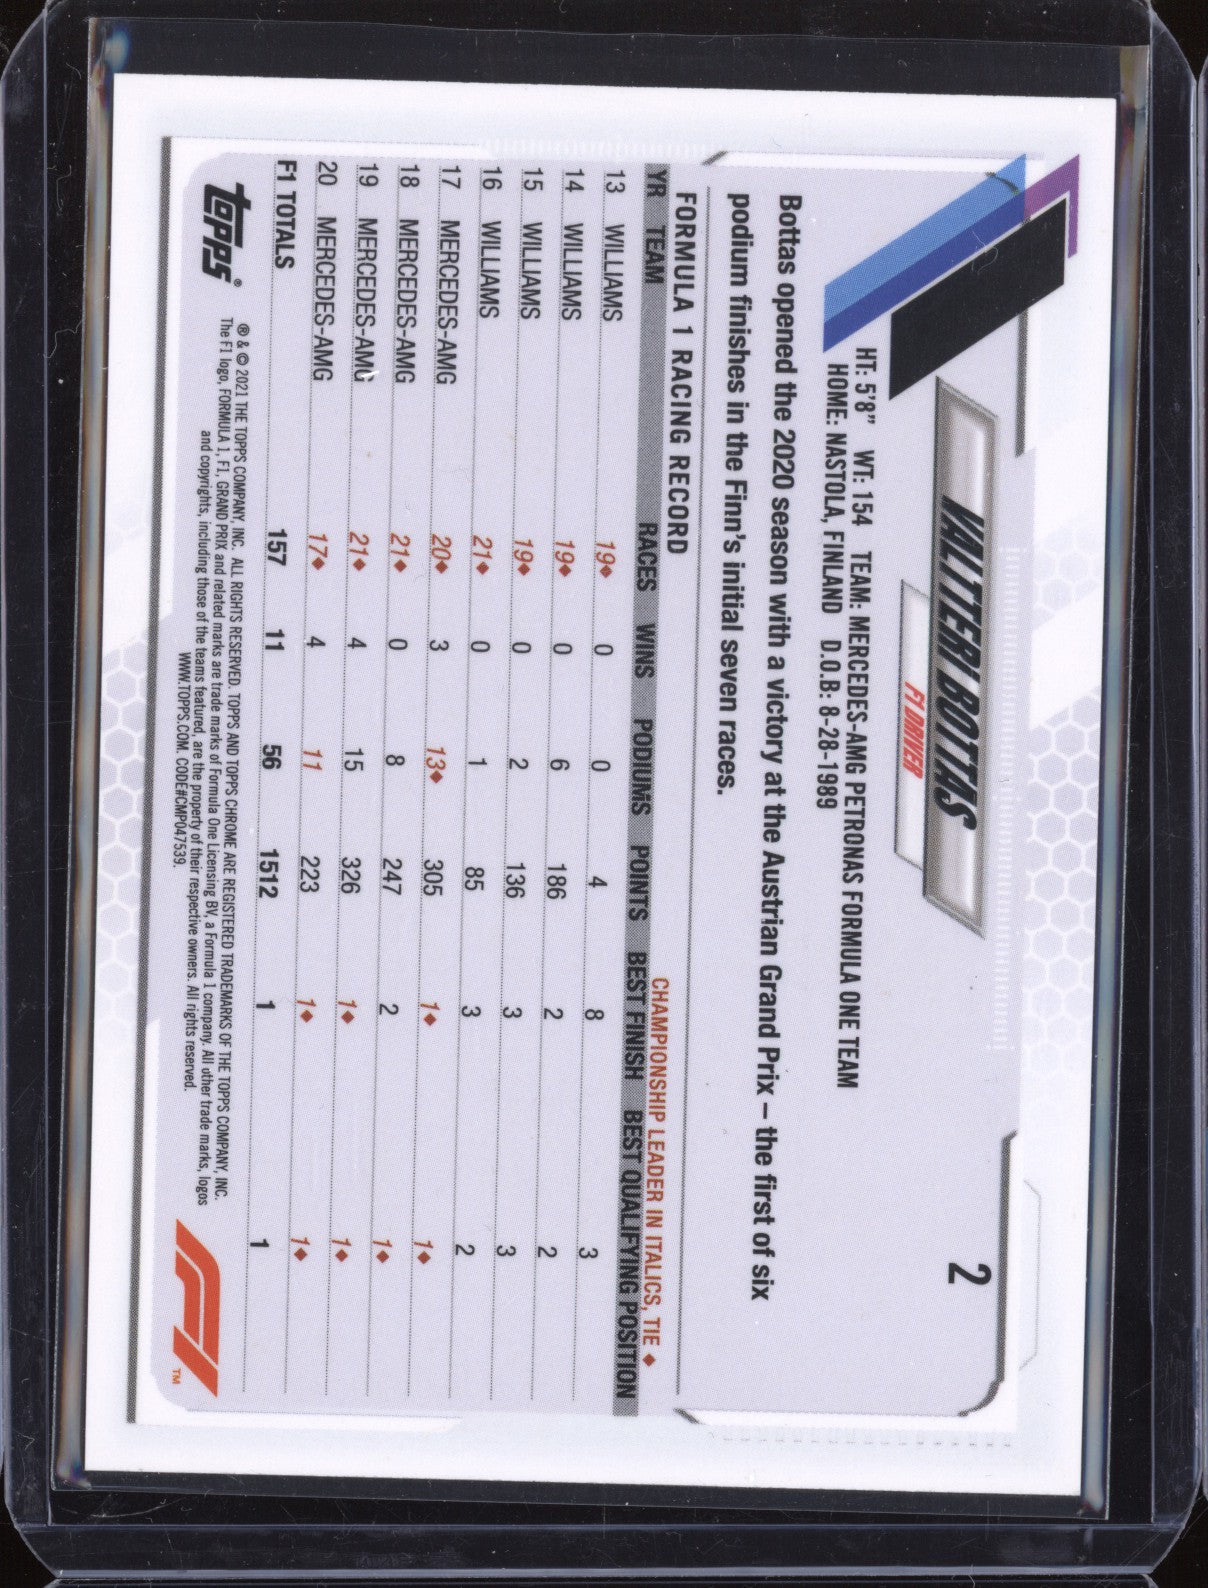 2
VALTTERI BOTTAS
F1 DRIVER
HT: 5'8" WT: 154 TEAM: MERCEDES-AMG PETRONAS FORMULA ONE TEAM
HOME: NASTOLA, FINLAND D.O.B: 8-28-1989
Bottas opened the 2020 season with a victory at the Austrian Grand Prix – the first of six
podium finishes in the Finn's initial seven races.
FORMULA 1 RACING RECORD
CHAMPIONSHIP LEADER IN ITALICS, TIE ♦
YR TEAM RACES WINS PODIUMS POINTS BEST FINISH BEST QUALIFYING POSITION
13 WILLIAMS 19♦ 0 0 4 8 3
14 WILLIAMS 19♦ 0 6 186 2 2
15 WILLIAMS 19♦ 0 2 136 3 3
16 WILLIAMS 21♦ 0 1 85 3 2
17 MERCEDES-AMG 20♦ 3 13♦ 305 1♦ 1♦
18 MERCEDES-AMG 21♦ 0 8 247 2 1♦
19 MERCEDES-AMG 21♦ 4 15 326 1♦ 1♦
20 MERCEDES-AMG 17♦ 4 11 223 1♦ 1♦
F1 TOTALS 157 11 56 1512 1 1
topps®
® & © 2021 THE TOPPS COMPANY, INC. ALL RIGHTS RESERVED. TOPPS AND TOPPS CHROME ARE REGISTERED TRADEMARKS OF THE TOPPS COMPANY, INC.
The F1 logo, FORMULA 1, F1, GRAND PRIX and related marks are trade marks of Formula One Licensing BV, a Formula 1 company. All other trade marks, logos
and copyrights, including those of the teams featured, are the property of their respective owners. All rights reserved.
WWW.TOPPS.COM. CODE#CMP047539.
F1™